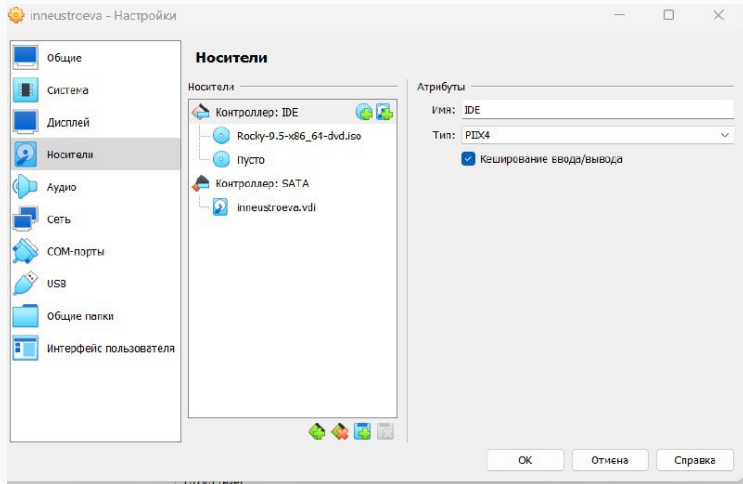 inneustroeva - Настройки
Общие
Система
Дисплей
Носители
Аудио
Сеть
COM-порты
USB
Общие папки
Интерфейс пользователя
Носители
Носители
Контроллер: IDE
Rocky-9.5-x86_64-dvd.iso
Пусто
Контроллер: SATA
inneustroeva.vdi
Атрибуты
Имя: IDE
Тип: PIIX4
Кеширование ввода/вывода
OK
Отмена
Справка